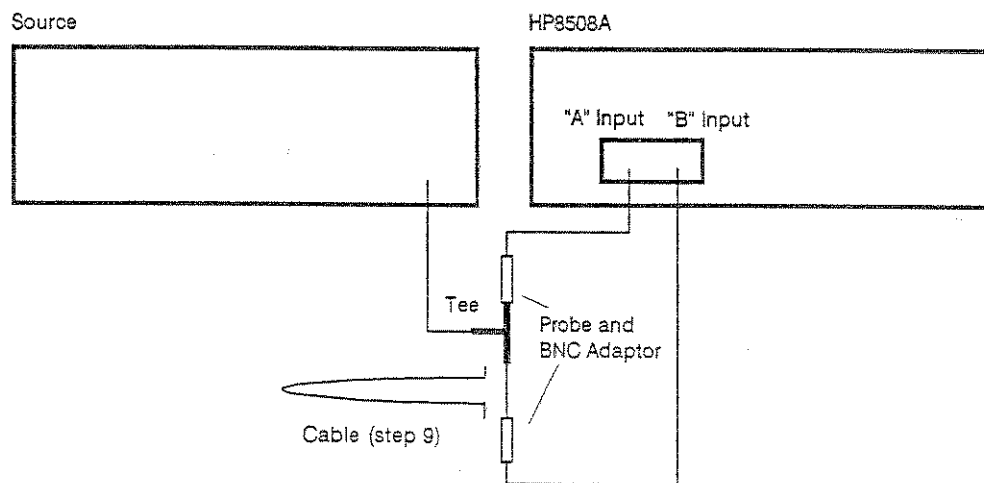 Source
HP8508A
"A" Input "B" Input
Tee
Probe and
BNC Adaptor
Cable (step 9)